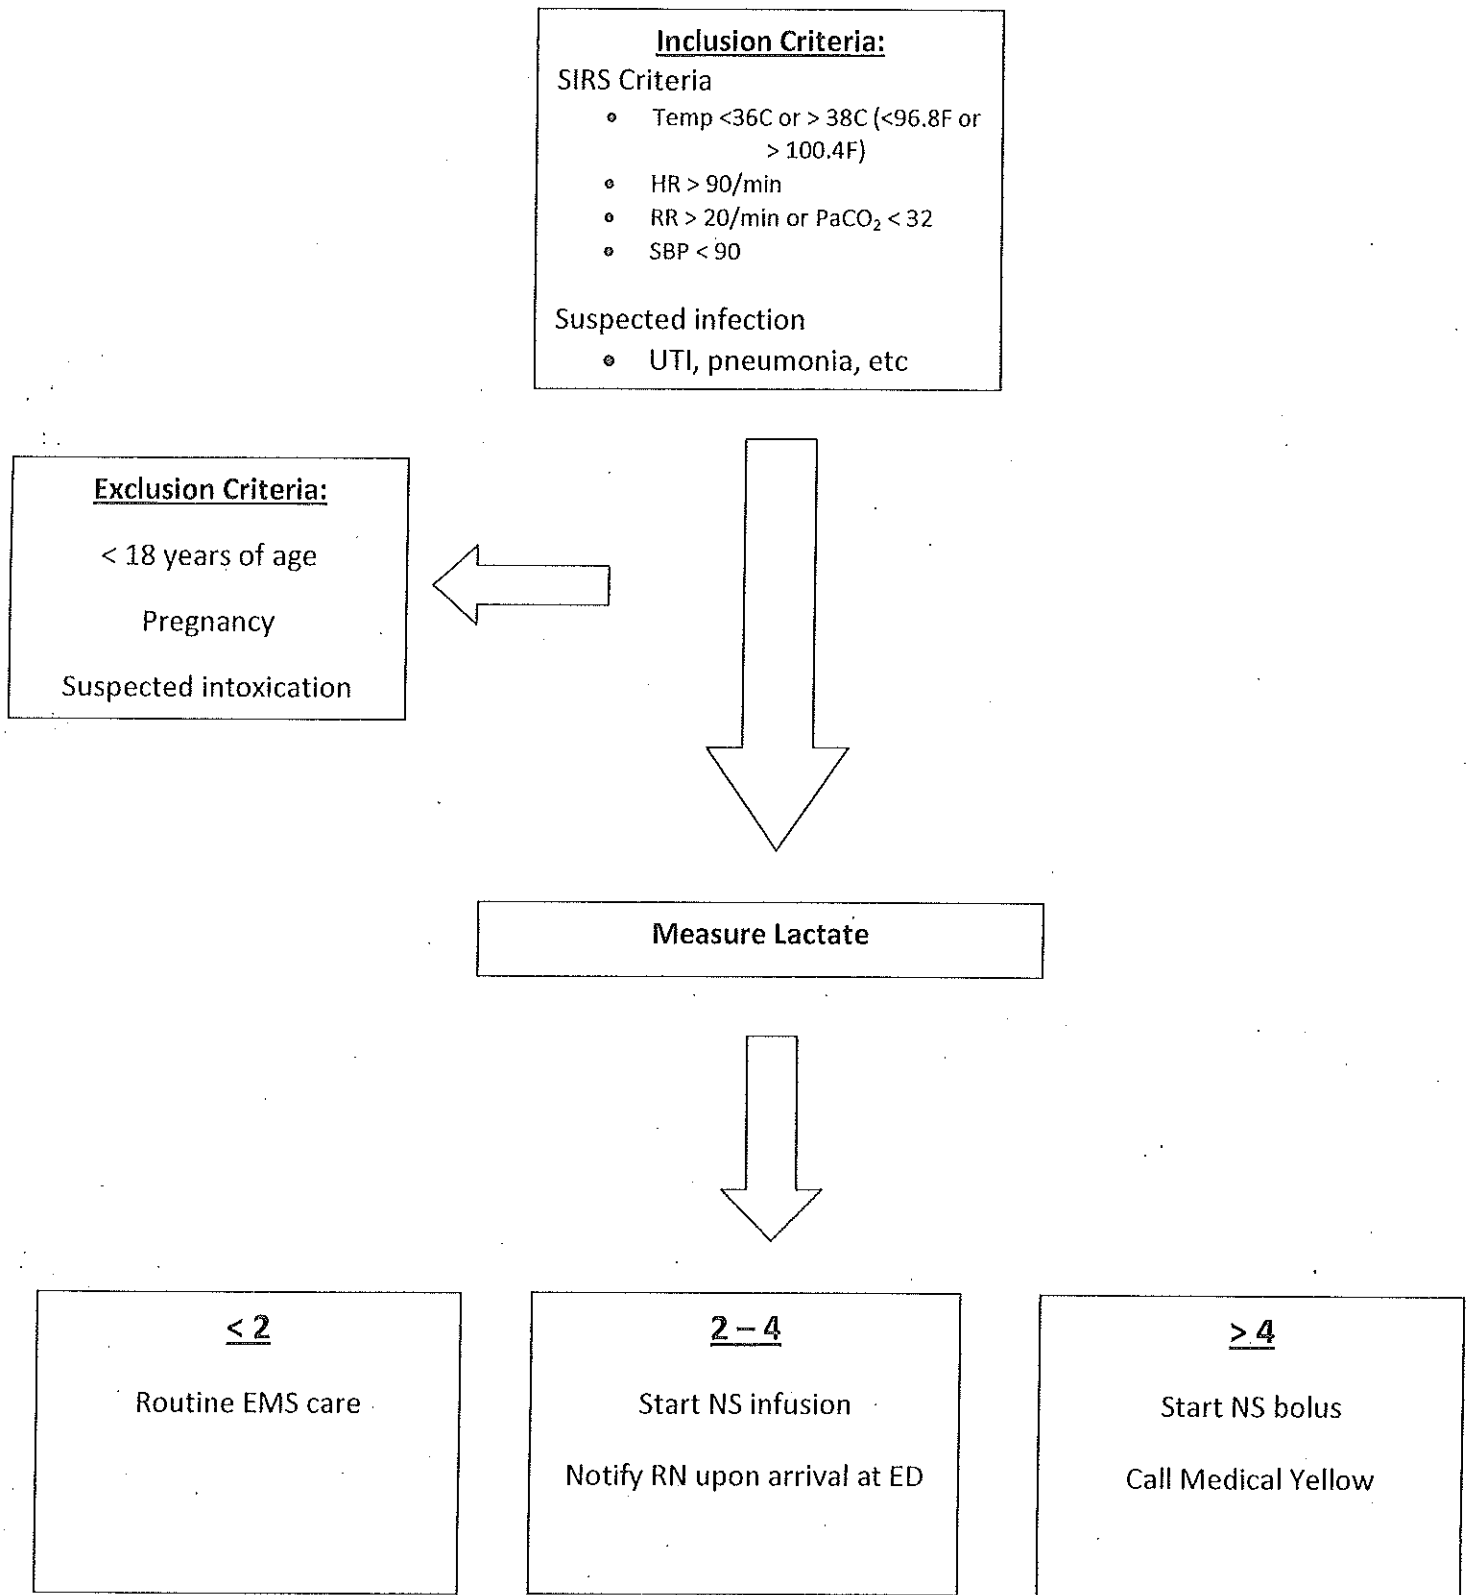 Inclusion Criteria:
SIRS Criteria
• Temp <36C or > 38C (<96.8F or
> 100.4F)
• HR > 90/min
• RR > 20/min or PaCO₂ < 32
• SBP < 90
Suspected infection
• UTI, pneumonia, etc
Exclusion Criteria:
< 18 years of age
Pregnancy
Suspected intoxication
Measure Lactate
< 2
Routine EMS care
2 – 4
Start NS infusion
Notify RN upon arrival at ED
> 4
Start NS bolus
Call Medical Yellow